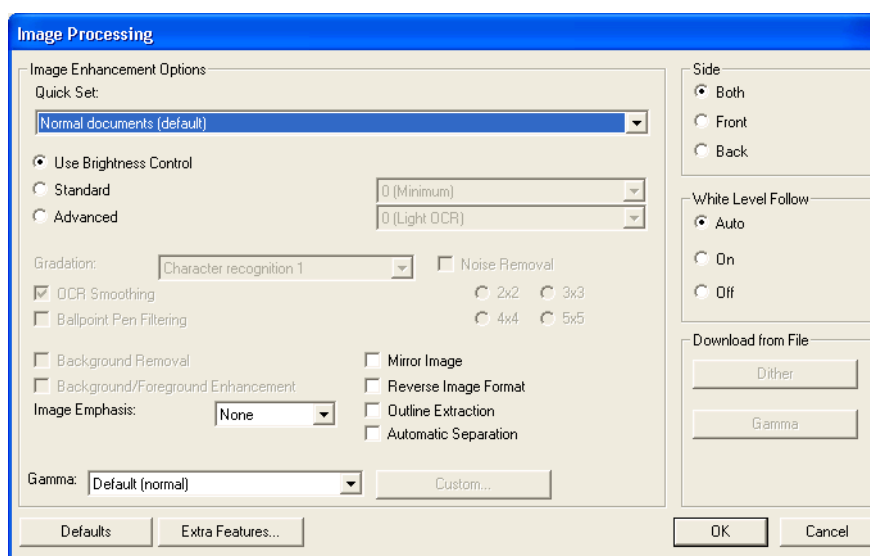 Image Processing
Image Enhancement Options
Quick Set:
Normal documents (default)
Use Brightness Control
Standard
0 (Minimum)
Advanced
0 (Light OCR)
Gradation:
Character recognition 1
Noise Removal
OCR Smoothing
2x2
3x3
Ballpoint Pen Filtering
4x4
5x5
Background Removal
Mirror Image
Background/Foreground Enhancement
Reverse Image Format
Image Emphasis:
None
Outline Extraction
Automatic Separation
Gamma:
Default (normal)
Custom...
Side
Both
Front
Back
White Level Follow
Auto
On
Off
Download from File
Dither
Gamma
Defaults
Extra Features...
OK
Cancel